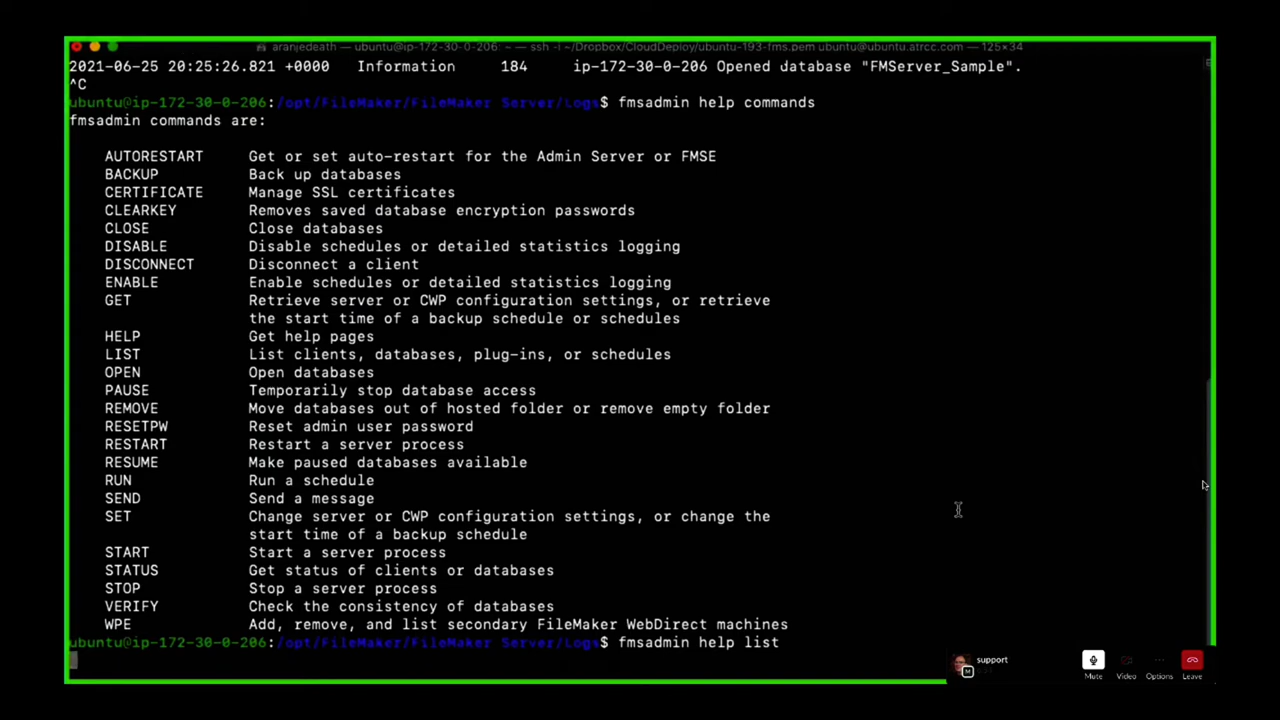 aranjedeath — ubuntu@ip-172-30-0-206: ~ — ssh -i ~/Dropbox/CloudDeploy/ubuntu-193-fms.pem ubuntu@ubuntu.atrcc.com — 125×34
2021-06-25 20:25:26.821 +0000 Information 184 ip-172-30-0-206 Opened database "FMServer_Sample".
^C
ubuntu@ip-172-30-0-206:/opt/FileMaker/FileMaker Server/Logs$ fmsadmin help commands
fmsadmin commands are:
AUTORESTART Get or set auto-restart for the Admin Server or FMSE
BACKUP Back up databases
CERTIFICATE Manage SSL certificates
CLEARKEY Removes saved database encryption passwords
CLOSE Close databases
DISABLE Disable schedules or detailed statistics logging
DISCONNECT Disconnect a client
ENABLE Enable schedules or detailed statistics logging
GET Retrieve server or CWP configuration settings, or retrieve
the start time of a backup schedule or schedules
HELP Get help pages
LIST List clients, databases, plug-ins, or schedules
OPEN Open databases
PAUSE Temporarily stop database access
REMOVE Move databases out of hosted folder or remove empty folder
RESETPW Reset admin user password
RESTART Restart a server process
RESUME Make paused databases available
RUN Run a schedule
SEND Send a message
SET Change server or CWP configuration settings, or change the
start time of a backup schedule
START Start a server process
STATUS Get status of clients or databases
STOP Stop a server process
VERIFY Check the consistency of databases
WPE Add, remove, and list secondary FileMaker WebDirect machines
ubuntu@ip-172-30-0-206:/opt/FileMaker/FileMaker Server/Logs$ fmsadmin help list
support
Mute Video Options Leave